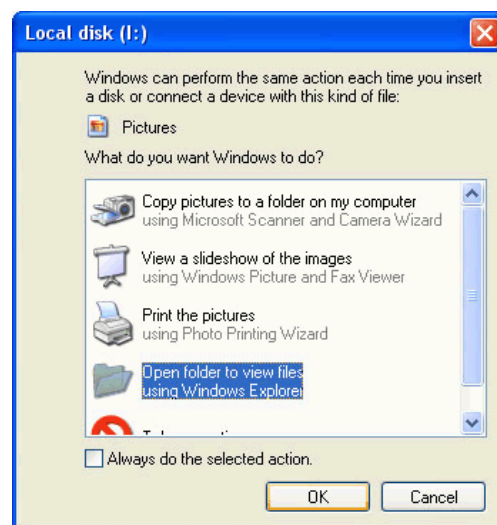 Local disk (I:)
Windows can perform the same action each time you insert
a disk or connect a device with this kind of file:
Pictures
What do you want Windows to do?
Copy pictures to a folder on my computer
using Microsoft Scanner and Camera Wizard
View a slideshow of the images
using Windows Picture and Fax Viewer
Print the pictures
using Photo Printing Wizard
Open folder to view files
using Windows Explorer
Always do the selected action.
OK Cancel